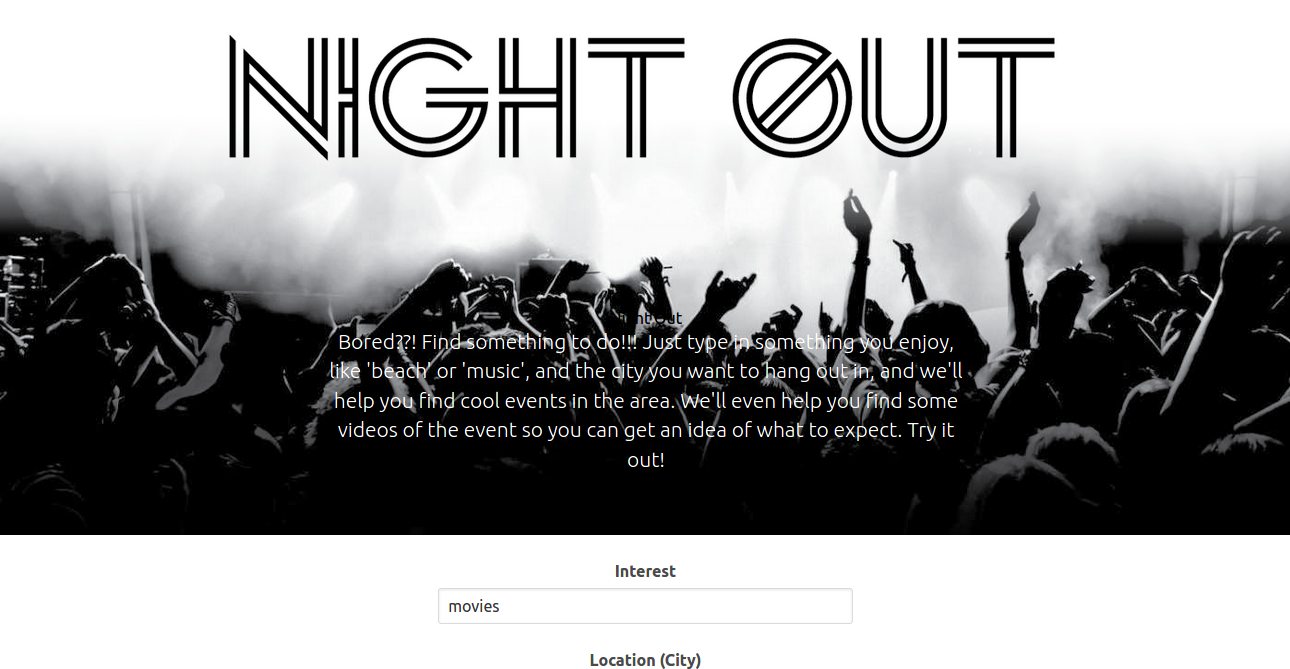 NIGHT OUT
Bored??! Find something to do!!! Just type in something you enjoy,
like 'beach' or 'music', and the city you want to hang out in, and we'll
help you find cool events in the area. We'll even help you find some
videos of the event so you can get an idea of what to expect. Try it
out!
Interest
movies
Location (City)